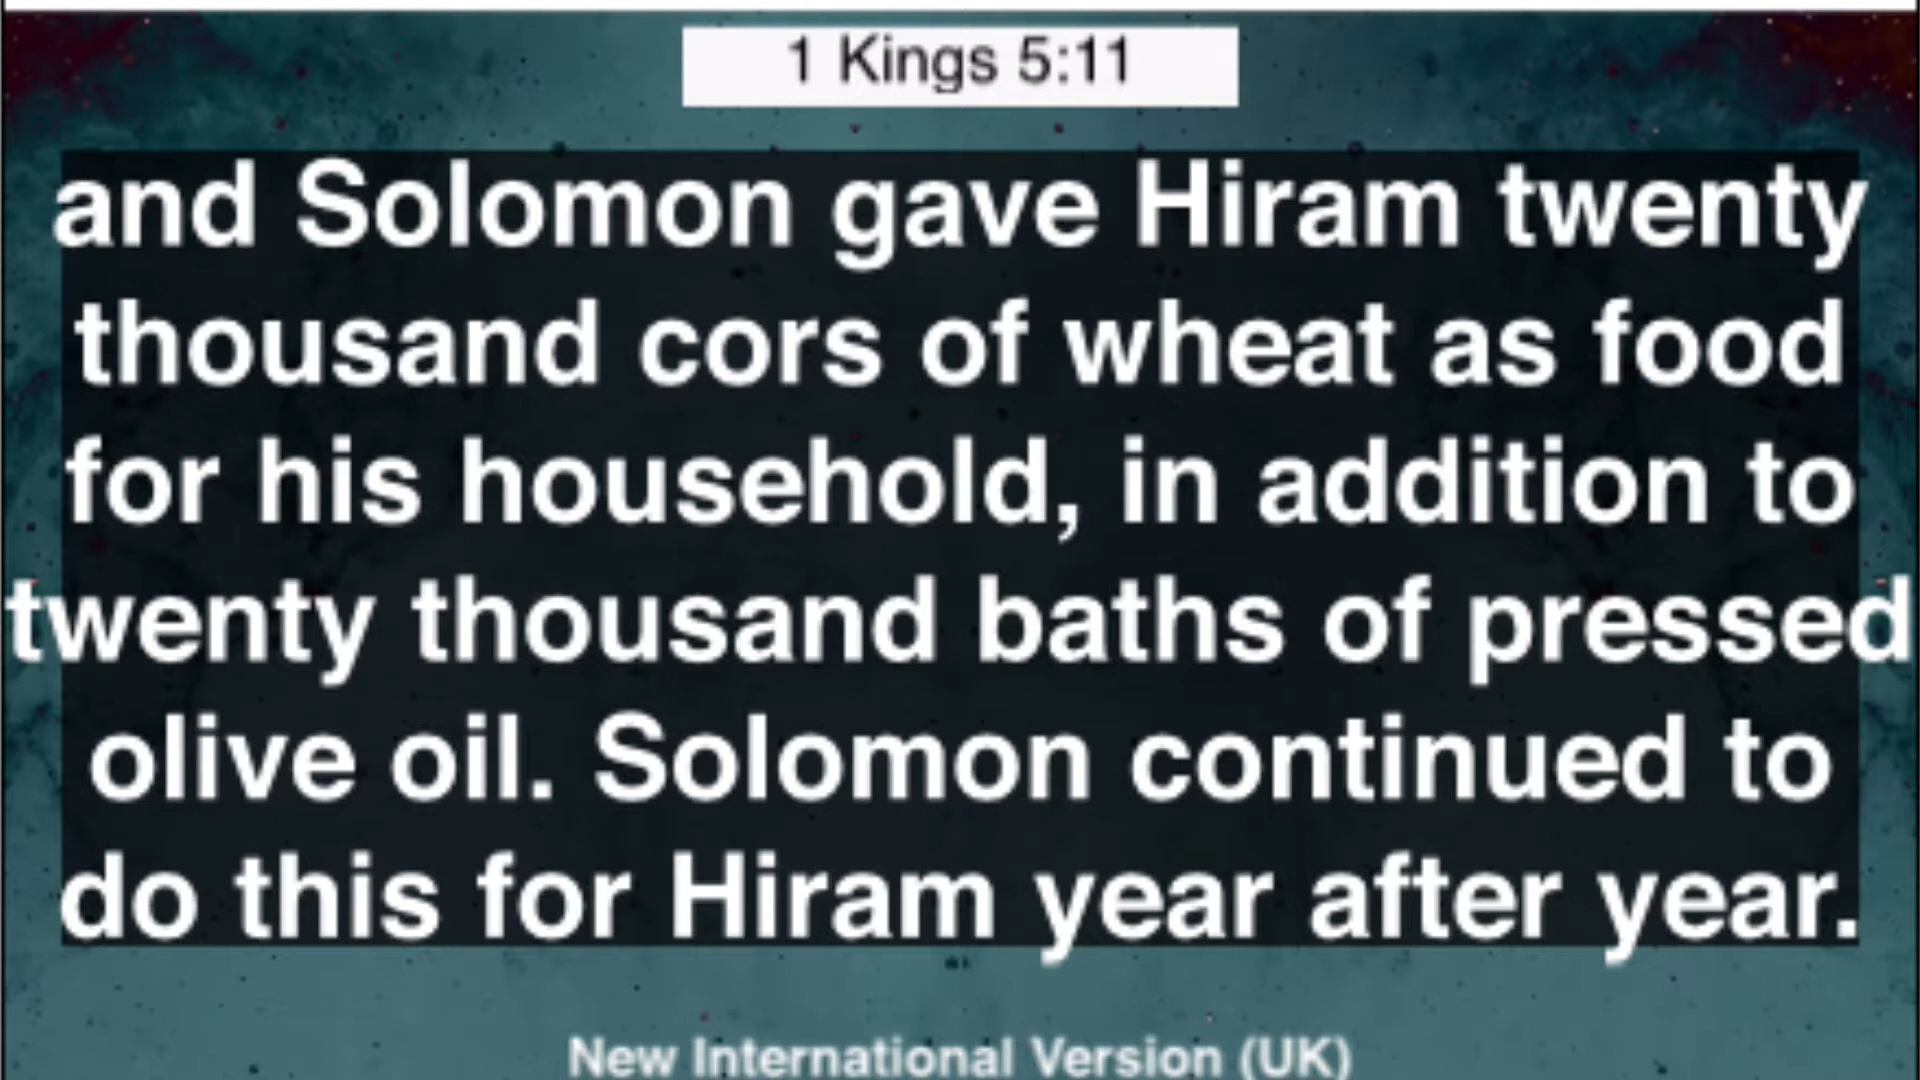 1 Kings 5:11
and Solomon gave Hiram twenty
thousand cors of wheat as food
for his household, in addition to
twenty thousand baths of pressed
olive oil. Solomon continued to
do this for Hiram year after year.
New International Version (UK)